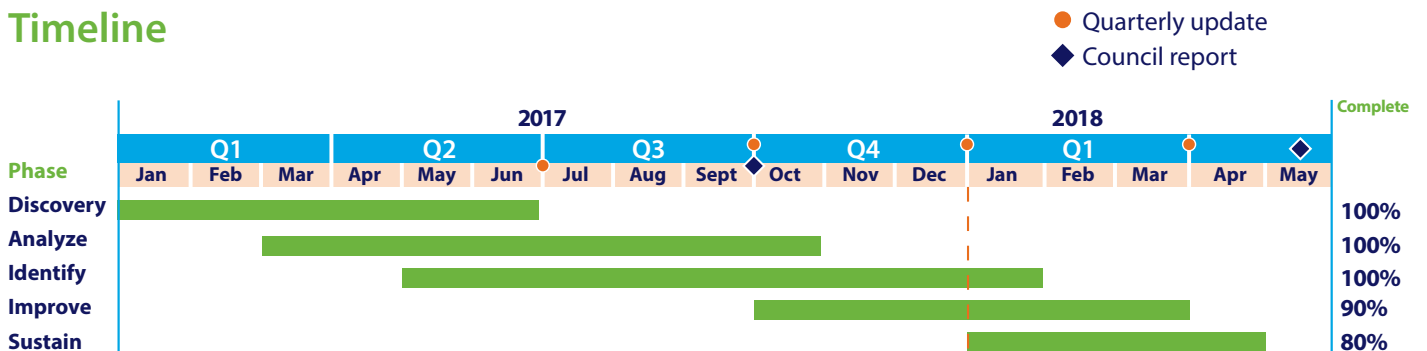 Timeline
Quarterly update
Council report
Complete
2017 2018
Q1 Q2 Q3 Q4 Q1
Phase Jan Feb Mar Apr May Jun Jul Aug Sept Oct Nov Dec Jan Feb Mar Apr May
Discovery 100%
Analyze 100%
Identify 100%
Improve 90%
Sustain 80%